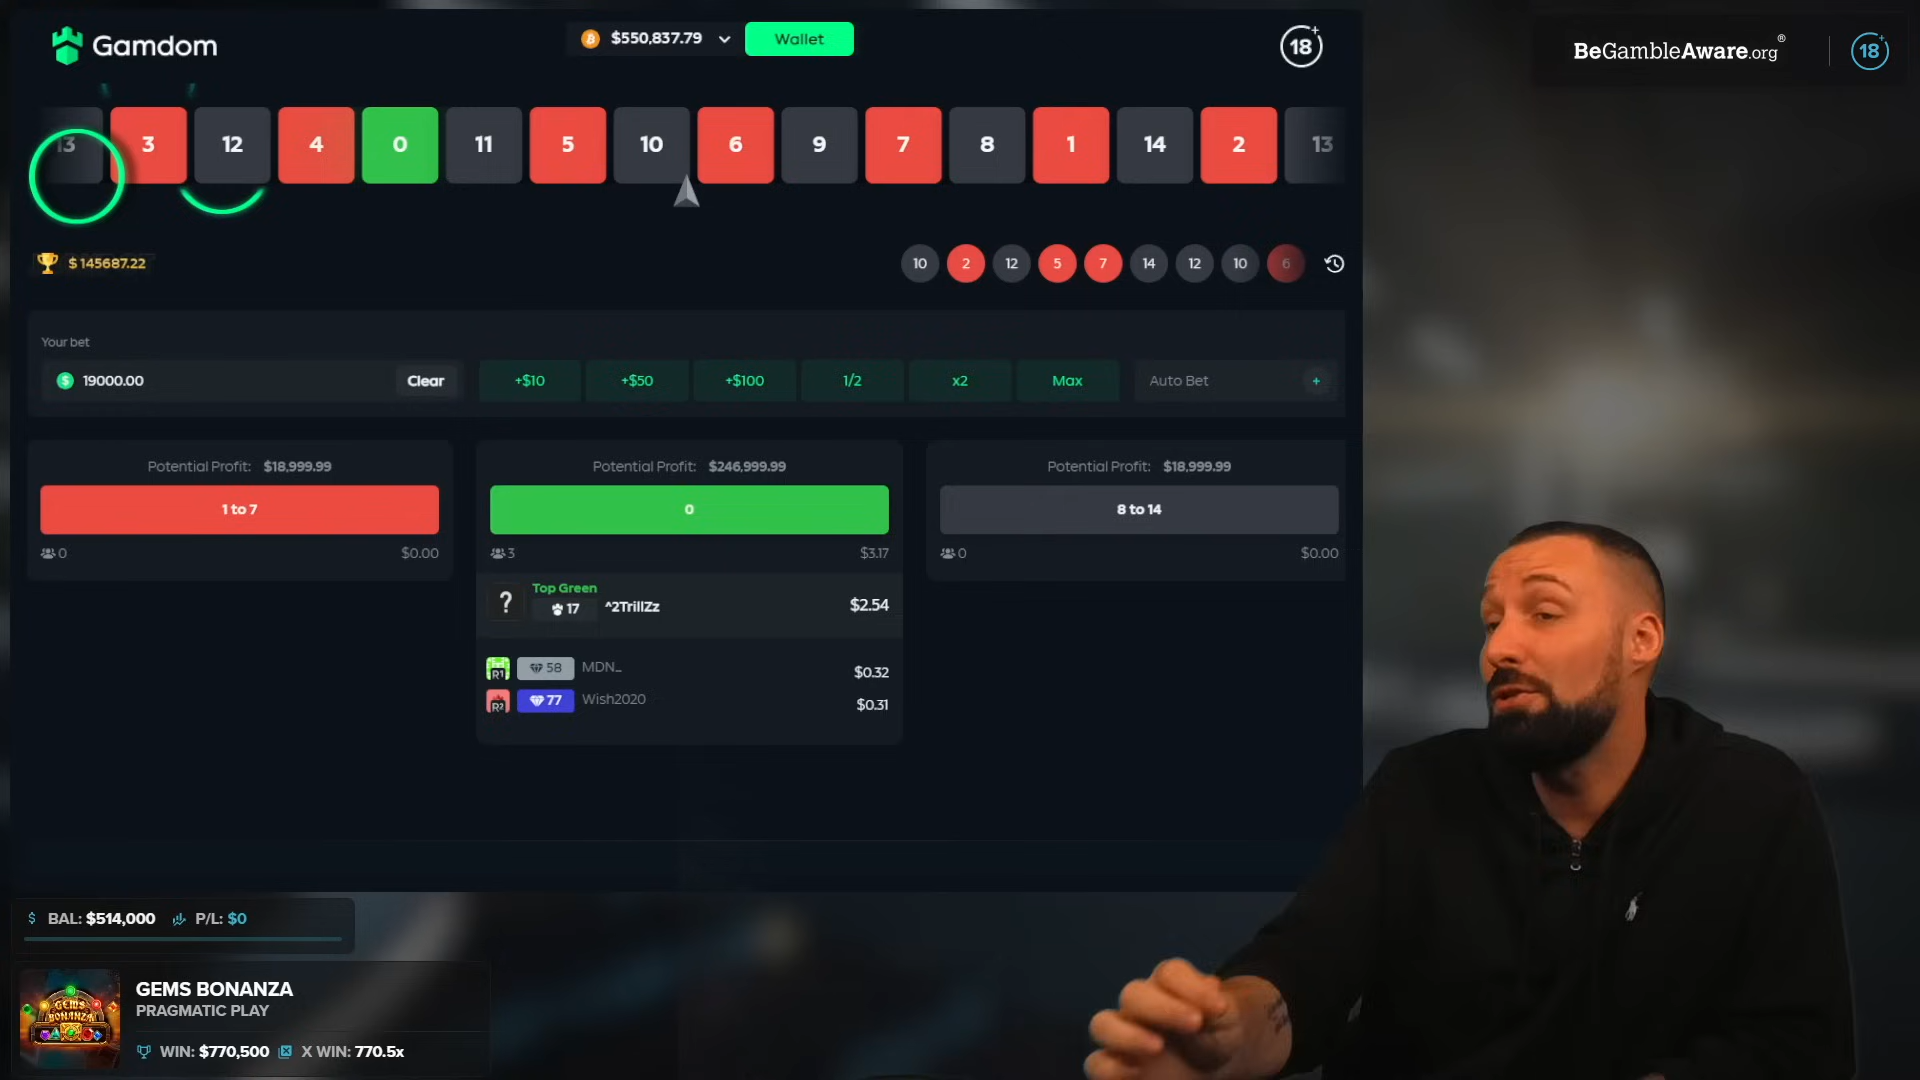 Gamdom
$550,837.79
Wallet
18+
BeGambleAware.org®
18+
13 3 12 4 0 11 5 10 6 9 7 8 1 14 2 13
$ 145687.22
10 2 12 5 7 14 12 10 6
Your bet
$ 19000.00 Clear +$10 +$50 +$100 1/2 x2 Max Auto Bet +
Potential Profit: $18,999.99
1 to 7
0 $0.00
Potential Profit: $246,999.99
0
3 $3.17
Top Green
? 17 ^2TrillZz $2.54
R1 58 MDN_ $0.32
R2 77 Wish2020 $0.31
Potential Profit: $18,999.99
8 to 14
0 $0.00
$ BAL: $514,000 P/L: $0
GEMS BONANZA
GEMS BONANZA
PRAGMATIC PLAY
WIN: $770,500 X WIN: 770.5x